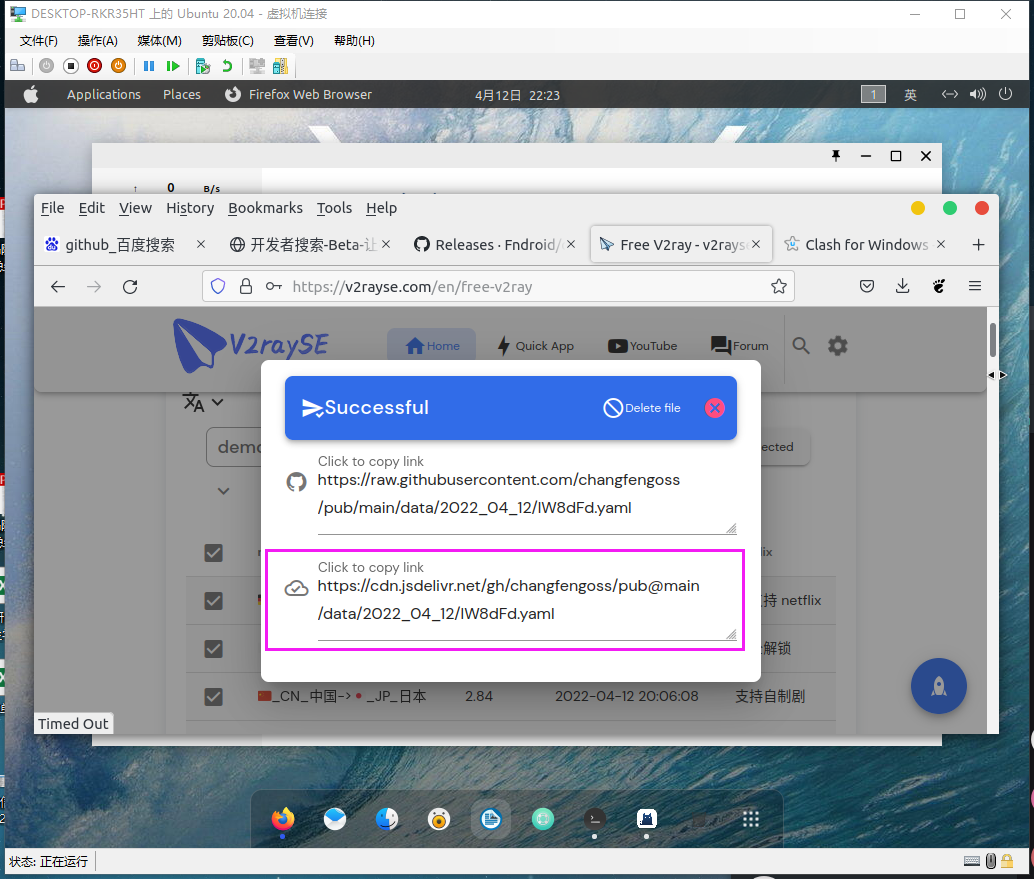 DESKTOP-RKR35HT 上的 Ubuntu 20.04 - 虚拟机连接
文件(F) 操作(A) 媒体(M) 剪贴板(C) 查看(V) 帮助(H)
Applications Places Firefox Web Browser 4月12日 22:23 1 英
↑ 0 B/s
File Edit View History Bookmarks Tools Help
github_百度搜索 开发者搜索-Beta-让 Releases · Fndroid/ Free V2ray - v2rayse Clash for Windows
https://v2rayse.com/en/free-v2ray
V2raySE Home Quick App YouTube Forum
Successful Delete file
demo
ected
Click to copy link
https://raw.githubusercontent.com/changfengoss
/pub/main/data/2022_04_12/lW8dFd.yaml
lix
Click to copy link
https://cdn.jsdelivr.net/gh/changfengoss/pub@main
/data/2022_04_12/lW8dFd.yaml
持 netflix
解锁
_CN_中国-> _JP_日本 2.84 2022-04-12 20:06:08 支持自制剧
Timed Out
状态: 正在运行